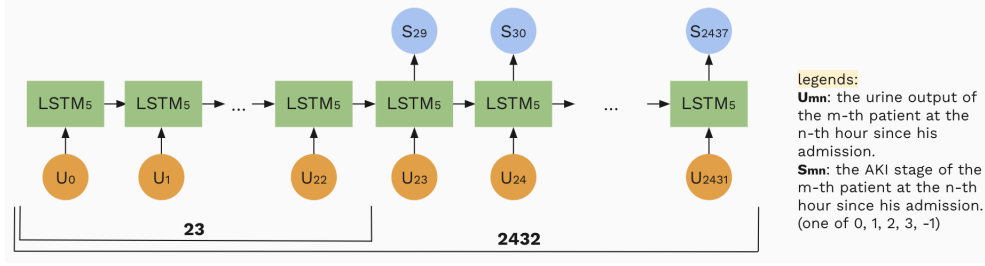 S29 S30 S2437
LSTM5 LSTM5 ... LSTM5 LSTM5 LSTM5 ... LSTM5
U0 U1 U22 U23 U24 U2431
23
2432
legends:
Umn: the urine output of
the m-th patient at the
n-th hour since his
admission.
Smn: the AKI stage of the
m-th patient at the n-th
hour since his admission.
(one of 0, 1, 2, 3, -1)